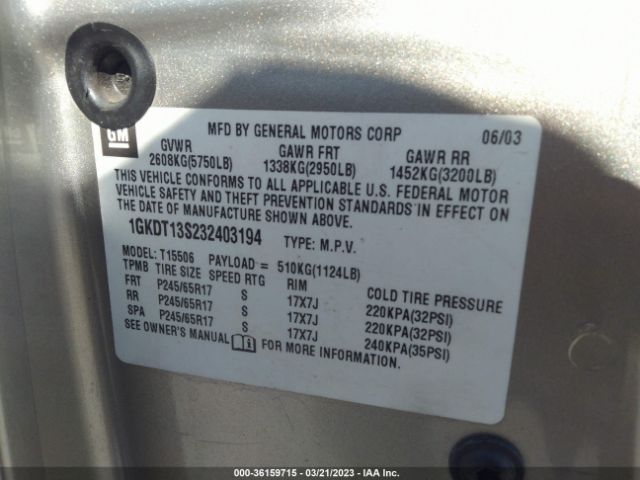 GM
MFD BY GENERAL MOTORS CORP 06/03
GVWR GAWR FRT GAWR RR
2608KG(5750LB) 1338KG(2950LB) 1452KG(3200LB)
THIS VEHICLE CONFORMS TO ALL APPLICABLE U.S. FEDERAL MOTOR
VEHICLE SAFETY AND THEFT PREVENTION STANDARDS IN EFFECT ON
THE DATE OF MANUFACTURE SHOWN ABOVE.
1GKDT13S232403194 TYPE: M.P.V.
MODEL: T15506 PAYLOAD = 510KG(1124LB)
TPMB TIRE SIZE SPEED RTG RIM COLD TIRE PRESSURE
FRT P245/65R17 S 17X7J 220KPA(32PSI)
RR P245/65R17 S 17X7J 220KPA(32PSI)
SPA P245/65R17 S 17X7J 240KPA(35PSI)
SEE OWNER'S MANUAL FOR MORE INFORMATION.
000-36159715 - 03/21/2023 - IAA Inc.